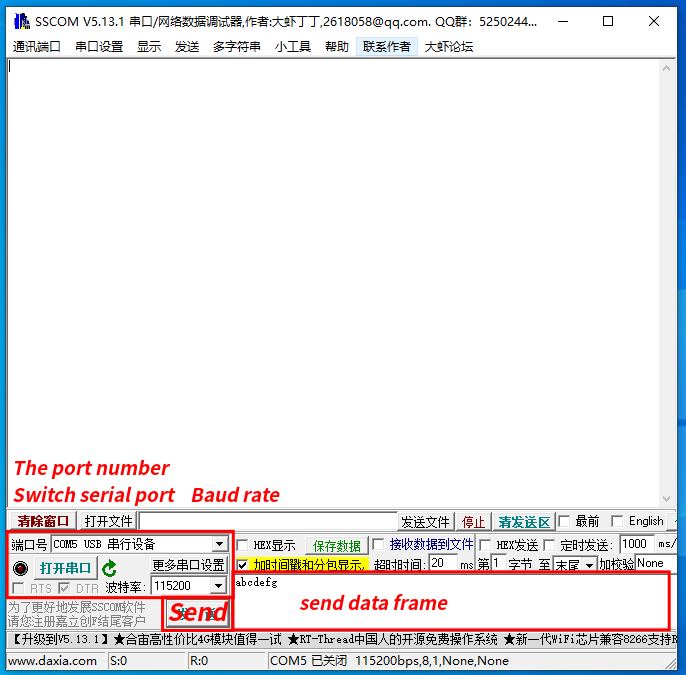 SSCOM V5.13.1 串口/网络数据调试器,作者:大虾丁丁,2618058@qq.com. QQ群: 5250244...
通讯端口 串口设置 显示 发送 多字符串 小工具 帮助 联系作者 大虾论坛
The port number
Switch serial port Baud rate
清除窗口 打开文件 发送文件 停止 清发送区 最前 English
端口号 COM5 USB 串行设备 HEX显示 保存数据 接收数据到文件 HEX发送 定时发送: 1000 ms/
打开串口 更多串口设置 加时间戳和分包显示. 超时时间: 20 ms 第 1 字节 至 末尾 加校验 None
RTS DTR 波特率: 115200 abcdefg
send data frame
为了更好地发展SSCOM软件
请您注册嘉立创F结尾客户
Send
【升级到V5.13.1】★合宙高性价比4G模块值得一试 ★RT-Thread中国人的开源免费操作系统 ★新一代WiFi芯片兼容8266支持R
www.daxia.com S:0 R:0 COM5 已关闭 115200bps,8,1,None,None